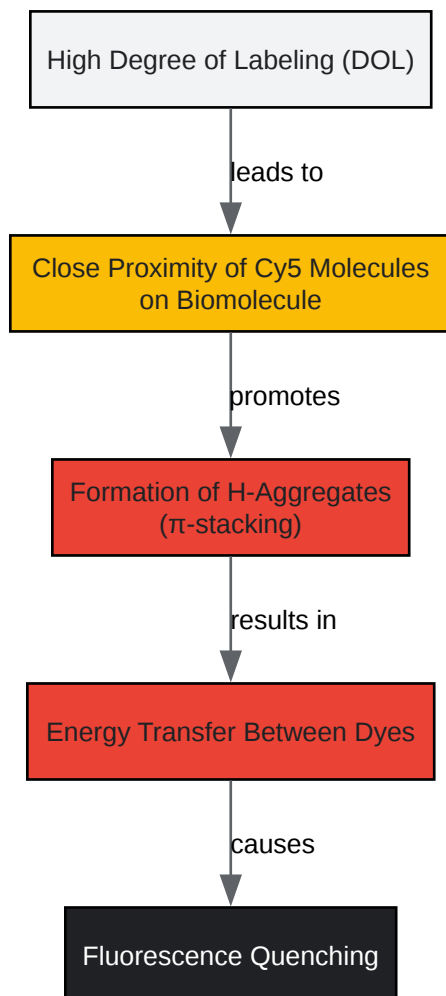 High Degree of Labeling (DOL)
leads to
Close Proximity of Cy5 Molecules
on Biomolecule
promotes
Formation of H-Aggregates
(π-stacking)
results in
Energy Transfer Between Dyes
causes
Fluorescence Quenching